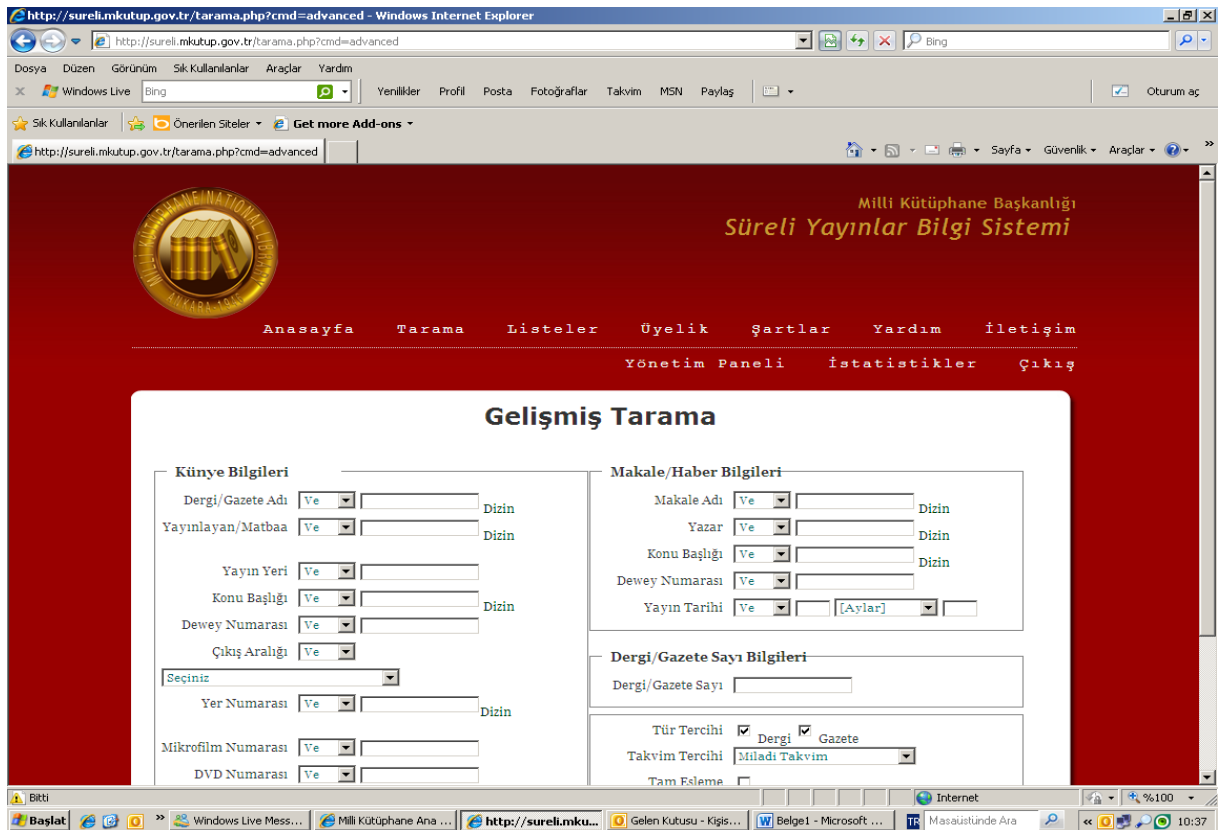 http://sureli.mkutup.gov.tr/tarama.php?cmd=advanced - Windows Internet Explorer
http://sureli.mkutup.gov.tr/tarama.php?cmd=advanced Bing
Dosya Düzen Görünüm Sık Kullanılanlar Araçlar Yardım
Windows Live Bing Yenilikler Profil Posta Fotoğraflar Takvim MSN Paylaş Oturum aç
Sık Kullanılanlar Önerilen Siteler Get more Add-ons
http://sureli.mkutup.gov.tr/tarama.php?cmd=advanced Sayfa Güvenlik Araçlar
MİLLİ KÜTÜPHANE NATIONAL LIBRARY
ANKARA-1946
Milli Kütüphane Başkanlığı
Süreli Yayınlar Bilgi Sistemi
Anasayfa Tarama Listeler Üyelik Şartlar Yardım İletişim
Yönetim Paneli İstatistikler Çıkış
Gelişmiş Tarama
Künye Bilgileri
Dergi/Gazete Adı Ve Dizin
Yayınlayan/Matbaa Ve Dizin
Yayın Yeri Ve
Konu Başlığı Ve Dizin
Dewey Numarası Ve
Çıkış Aralığı Ve
Seçiniz
Yer Numarası Ve Dizin
Mikrofilm Numarası Ve
DVD Numarası Ve
Makale/Haber Bilgileri
Makale Adı Ve Dizin
Yazar Ve Dizin
Konu Başlığı Ve Dizin
Dewey Numarası Ve
Yayın Tarihi Ve [Aylar]
Dergi/Gazete Sayı Bilgileri
Dergi/Gazete Sayı
Tür Tercihi Dergi Gazete
Takvim Tercihi Miladi Takvim
Tam Eşleme
Bitti Internet %100
Başlat Windows Live Mess... Milli Kütüphane Ana ... http://sureli.mku... Gelen Kutusu - Kişis... Belge1 - Microsoft ... TR Masaüstünde Ara 10:37